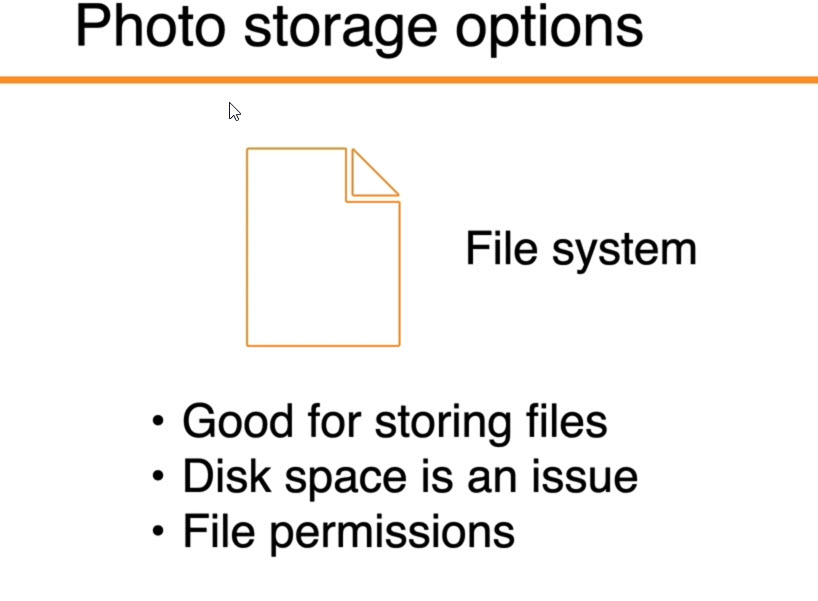 Photo storage options
File system
• Good for storing files
• Disk space is an issue
• File permissions